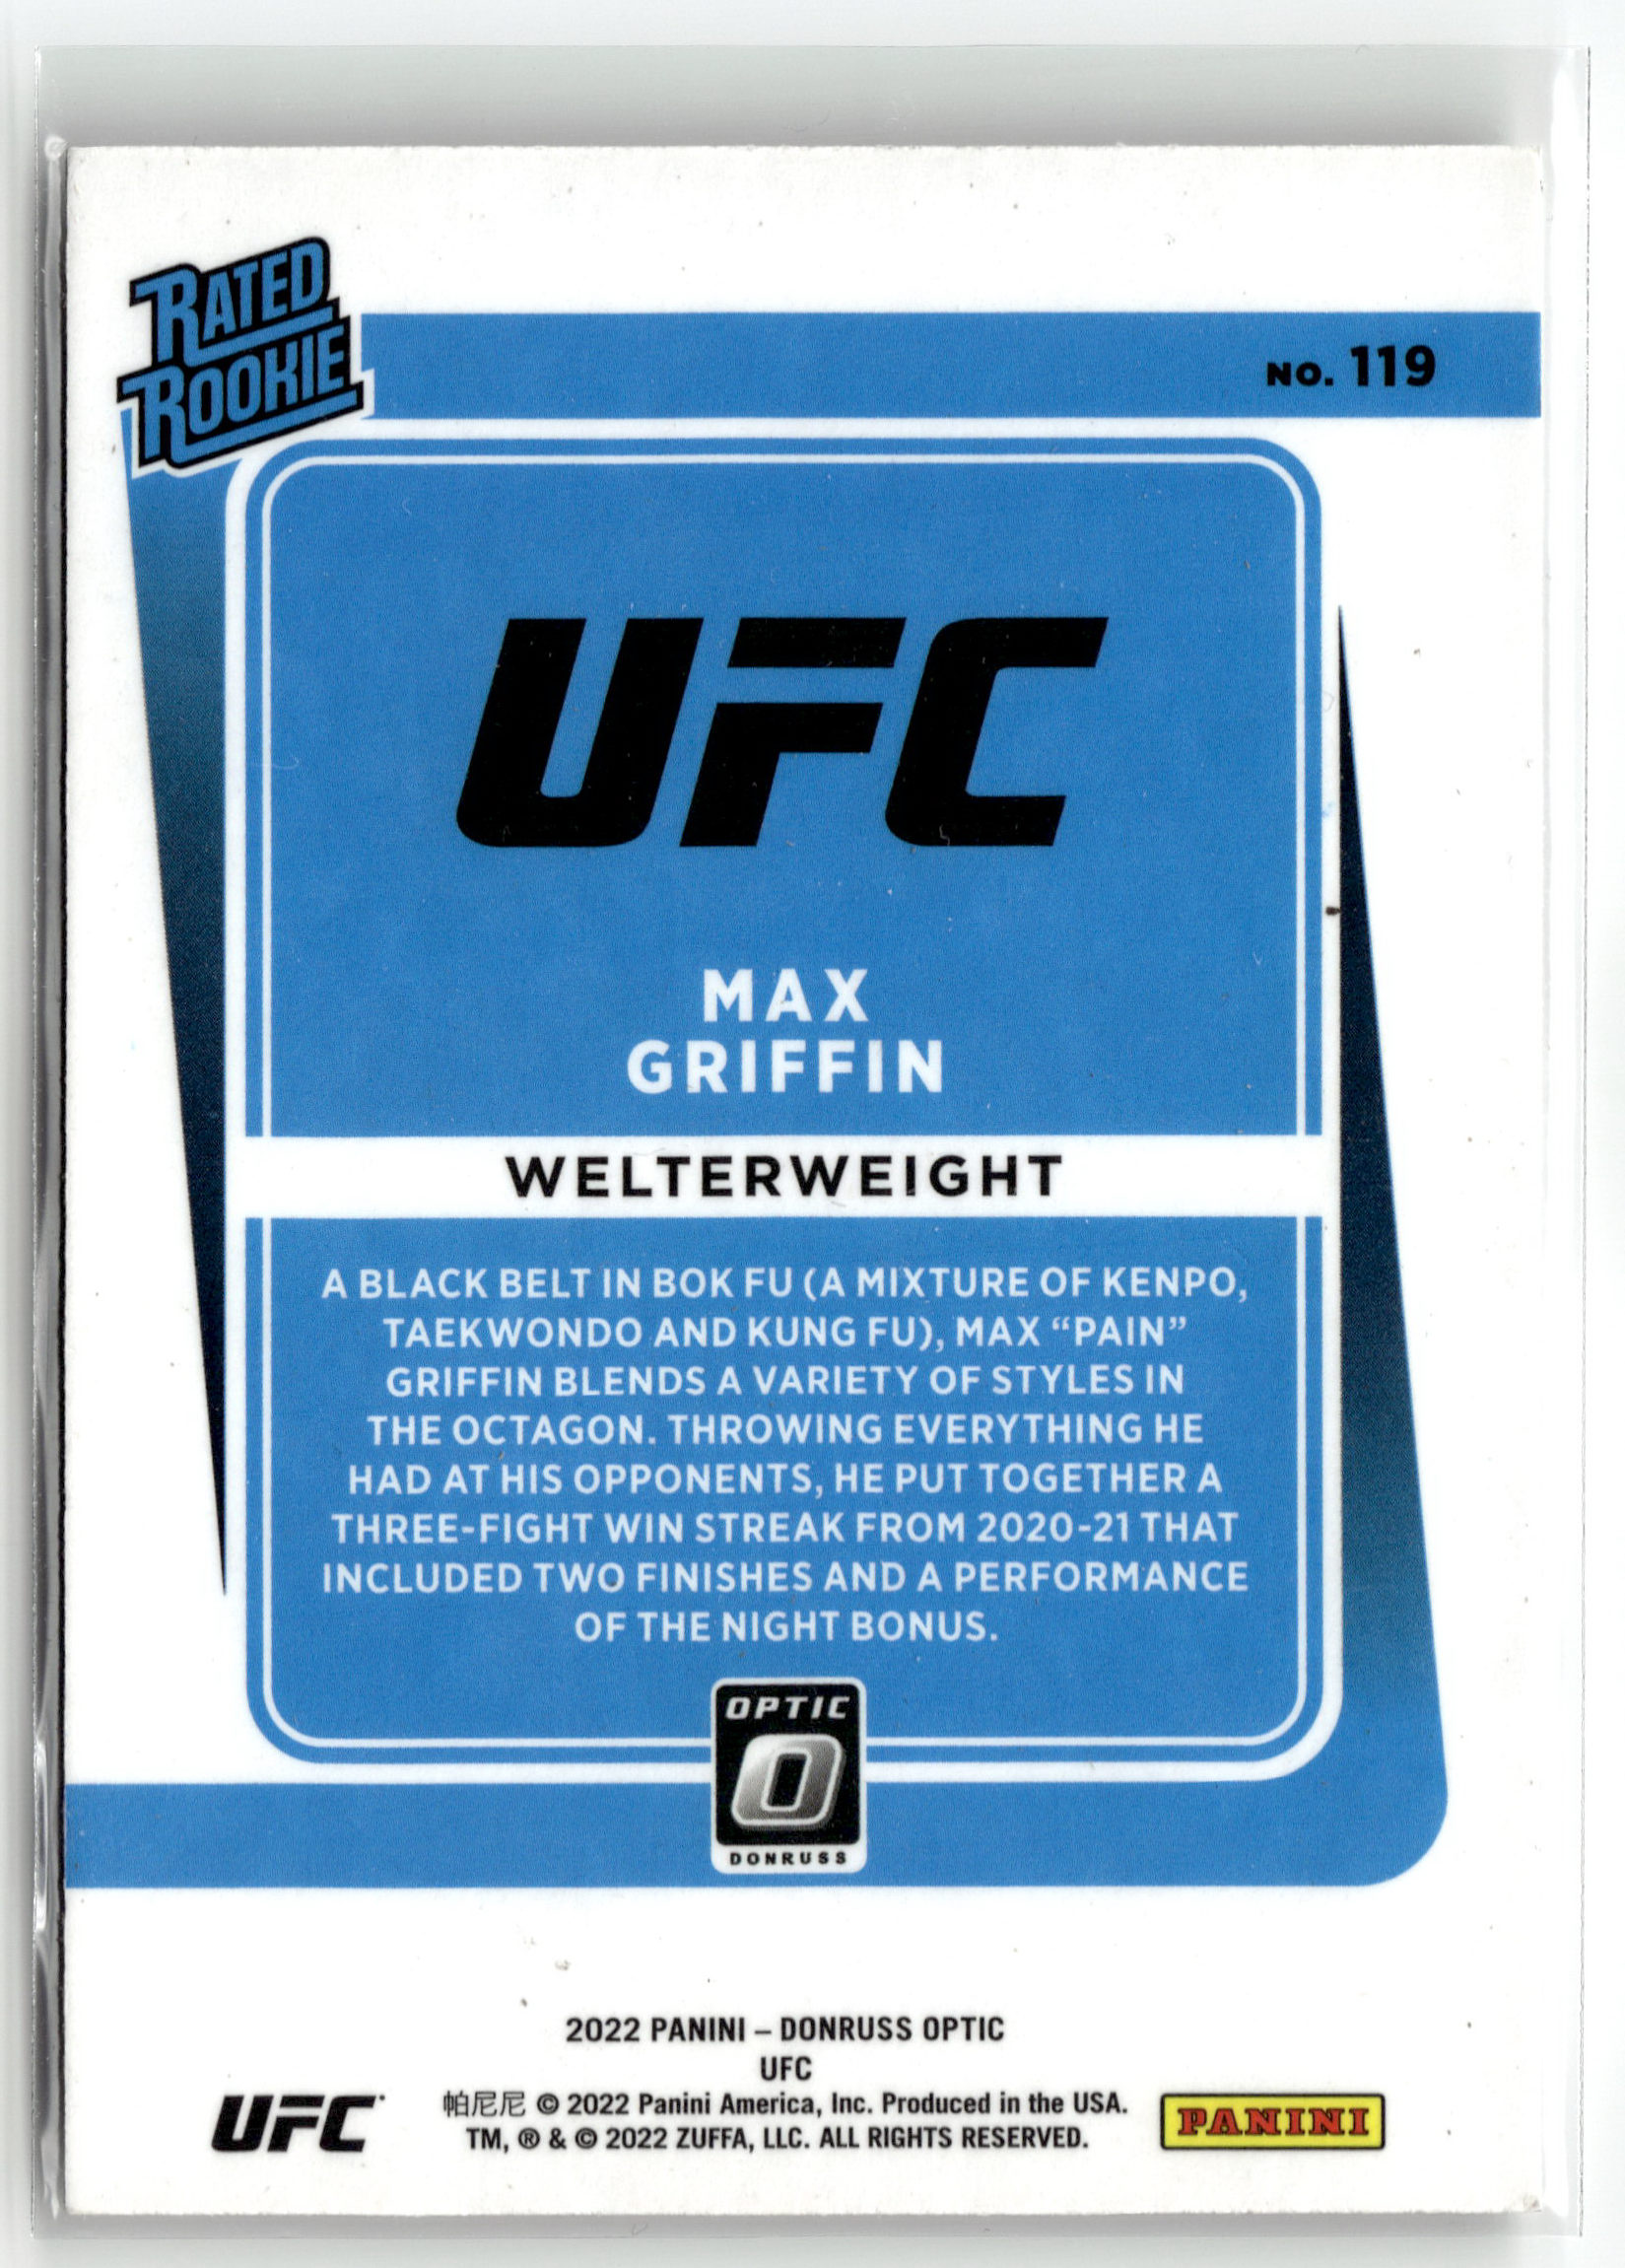 RATED
ROOKIE
NO. 119
UFC
MAX
GRIFFIN
WELTERWEIGHT
A BLACK BELT IN BOK FU (A MIXTURE OF KENPO,
TAEKWONDO AND KUNG FU), MAX “PAIN”
GRIFFIN BLENDS A VARIETY OF STYLES IN
THE OCTAGON. THROWING EVERYTHING HE
HAD AT HIS OPPONENTS, HE PUT TOGETHER A
THREE-FIGHT WIN STREAK FROM 2020-21 THAT
INCLUDED TWO FINISHES AND A PERFORMANCE
OF THE NIGHT BONUS.
OPTIC
O
DONRUSS
2022 PANINI – DONRUSS OPTIC
UFC
帕尼尼 © 2022 Panini America, Inc. Produced in the USA.
TM, ® & © 2022 ZUFFA, LLC. ALL RIGHTS RESERVED.
UFC
PANINI